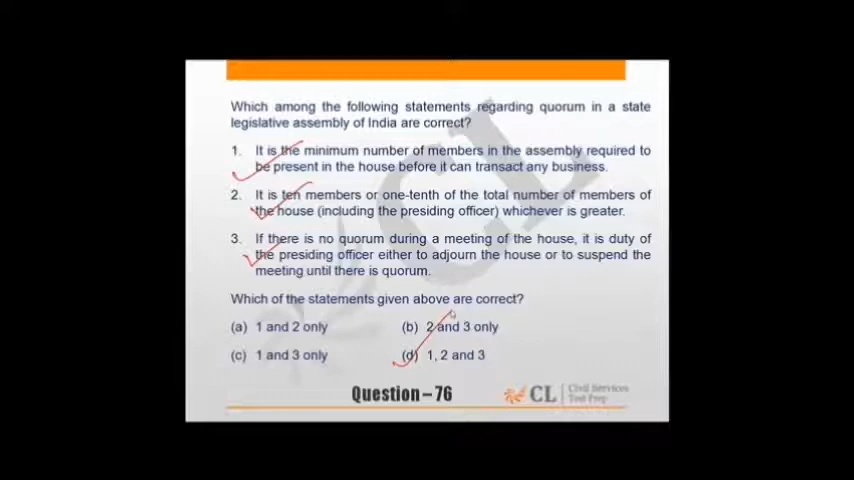 Which among the following statements regarding quorum in a state
legislative assembly of India are correct?
1. It is the minimum number of members in the assembly required to
be present in the house before it can transact any business.
2. It is ten members or one-tenth of the total number of members of
the house (including the presiding officer) whichever is greater.
3. If there is no quorum during a meeting of the house, it is duty of
the presiding officer either to adjourn the house or to suspend the
meeting until there is quorum.
Which of the statements given above are correct?
(a) 1 and 2 only (b) 2 and 3 only
(c) 1 and 3 only (d) 1, 2 and 3
Question – 76 CL Civil Services
Test Prep